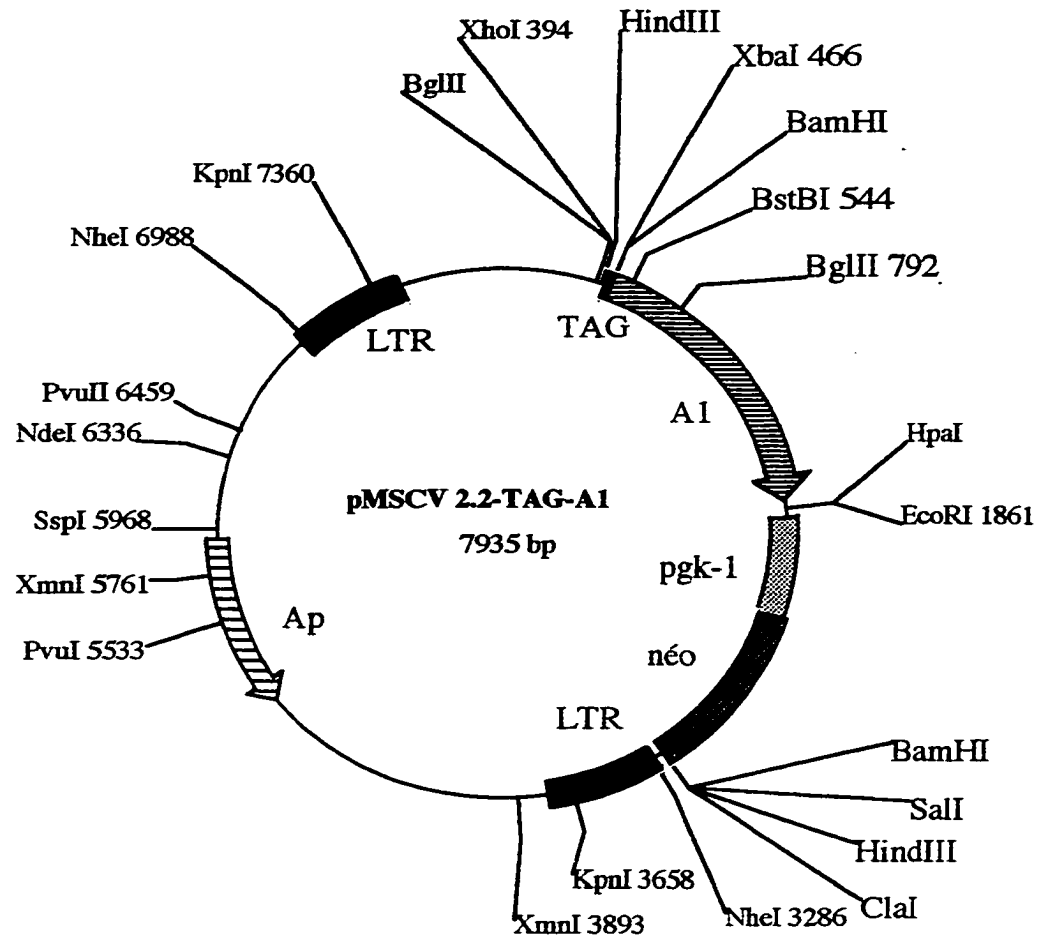 XhoI 394
HindIII
XbaI 466
BglII
BamHI
KpnI 7360
BstBI 544
NheI 6988
BglII 792
LTR
TAG
PvuII 6459
A1
NdeI 6336
HpaI
pMSCV 2.2-TAG-A1
SspI 5968
EcoRI 1861
7935 bp
pgk-1
XmnI 5761
Ap
PvuI 5533
néo
LTR
BamHI
SalI
HindIII
KpnI 3658
ClaI
NheI 3286
XmnI 3893